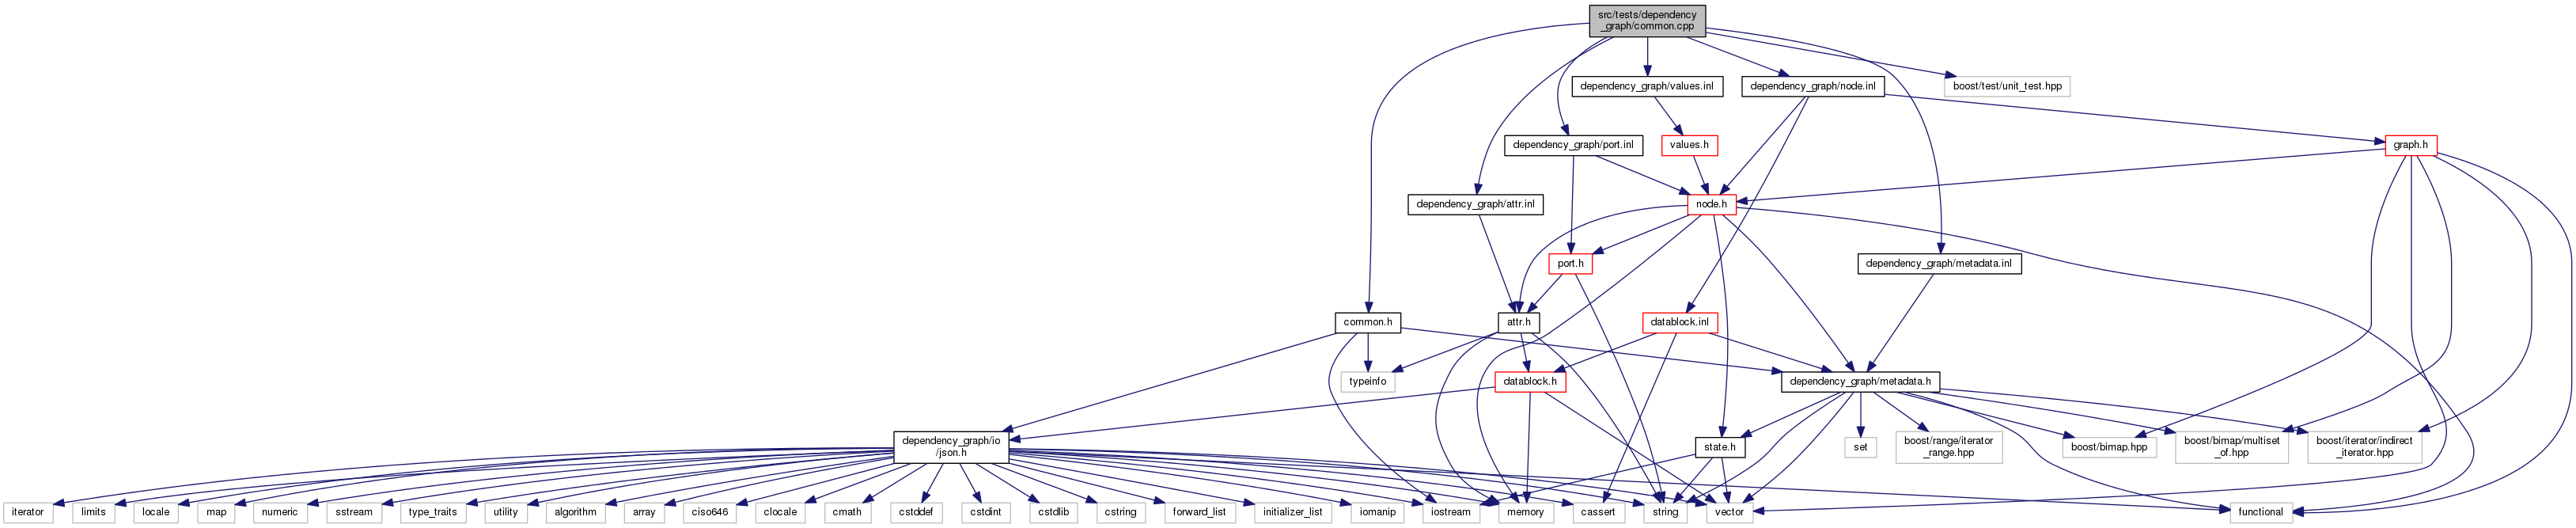 src/tests/dependency
_graph/common.cpp
dependency_graph/values.inl
dependency_graph/node.inl
boost/test/unit_test.hpp
dependency_graph/port.inl
values.h
graph.h
dependency_graph/attr.inl
node.h
port.h
dependency_graph/metadata.inl
common.h
attr.h
datablock.inl
typeinfo
datablock.h
dependency_graph/metadata.h
dependency_graph/io
/json.h
state.h
set
boost/range/iterator
_range.hpp
boost/bimap.hpp
boost/bimap/multiset
_of.hpp
boost/iterator/indirect
_iterator.hpp
iterator
limits
locale
map
numeric
sstream
type_traits
utility
algorithm
array
ciso646
clocale
cmath
cstddef
cstdint
cstdlib
cstring
forward_list
initializer_list
iomanip
iostream
memory
cassert
string
vector
functional